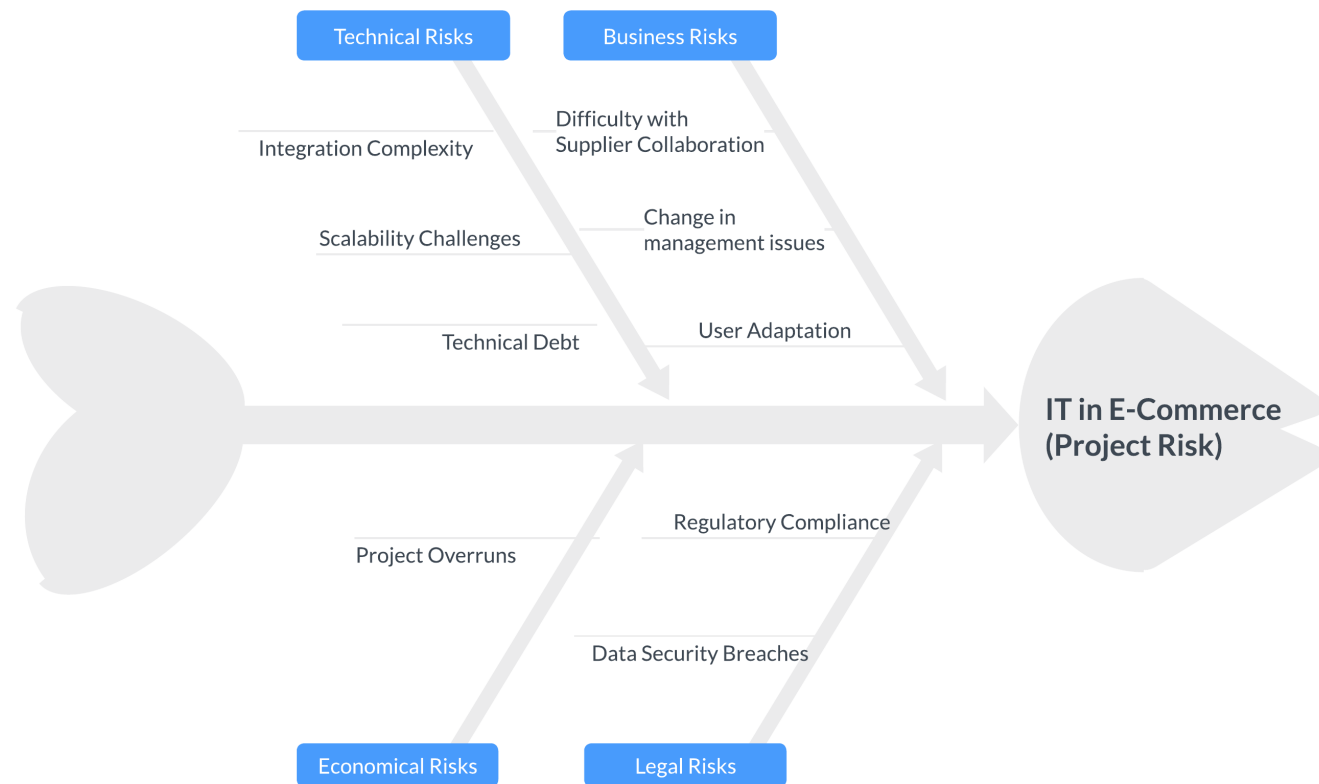 Technical Risks
Business Risks
Difficulty with
Supplier Collaboration
Integration Complexity
Change in
management issues
Scalability Challenges
User Adaptation
Technical Debt
IT in E-Commerce
(Project Risk)
Regulatory Compliance
Project Overruns
Data Security Breaches
Economical Risks
Legal Risks